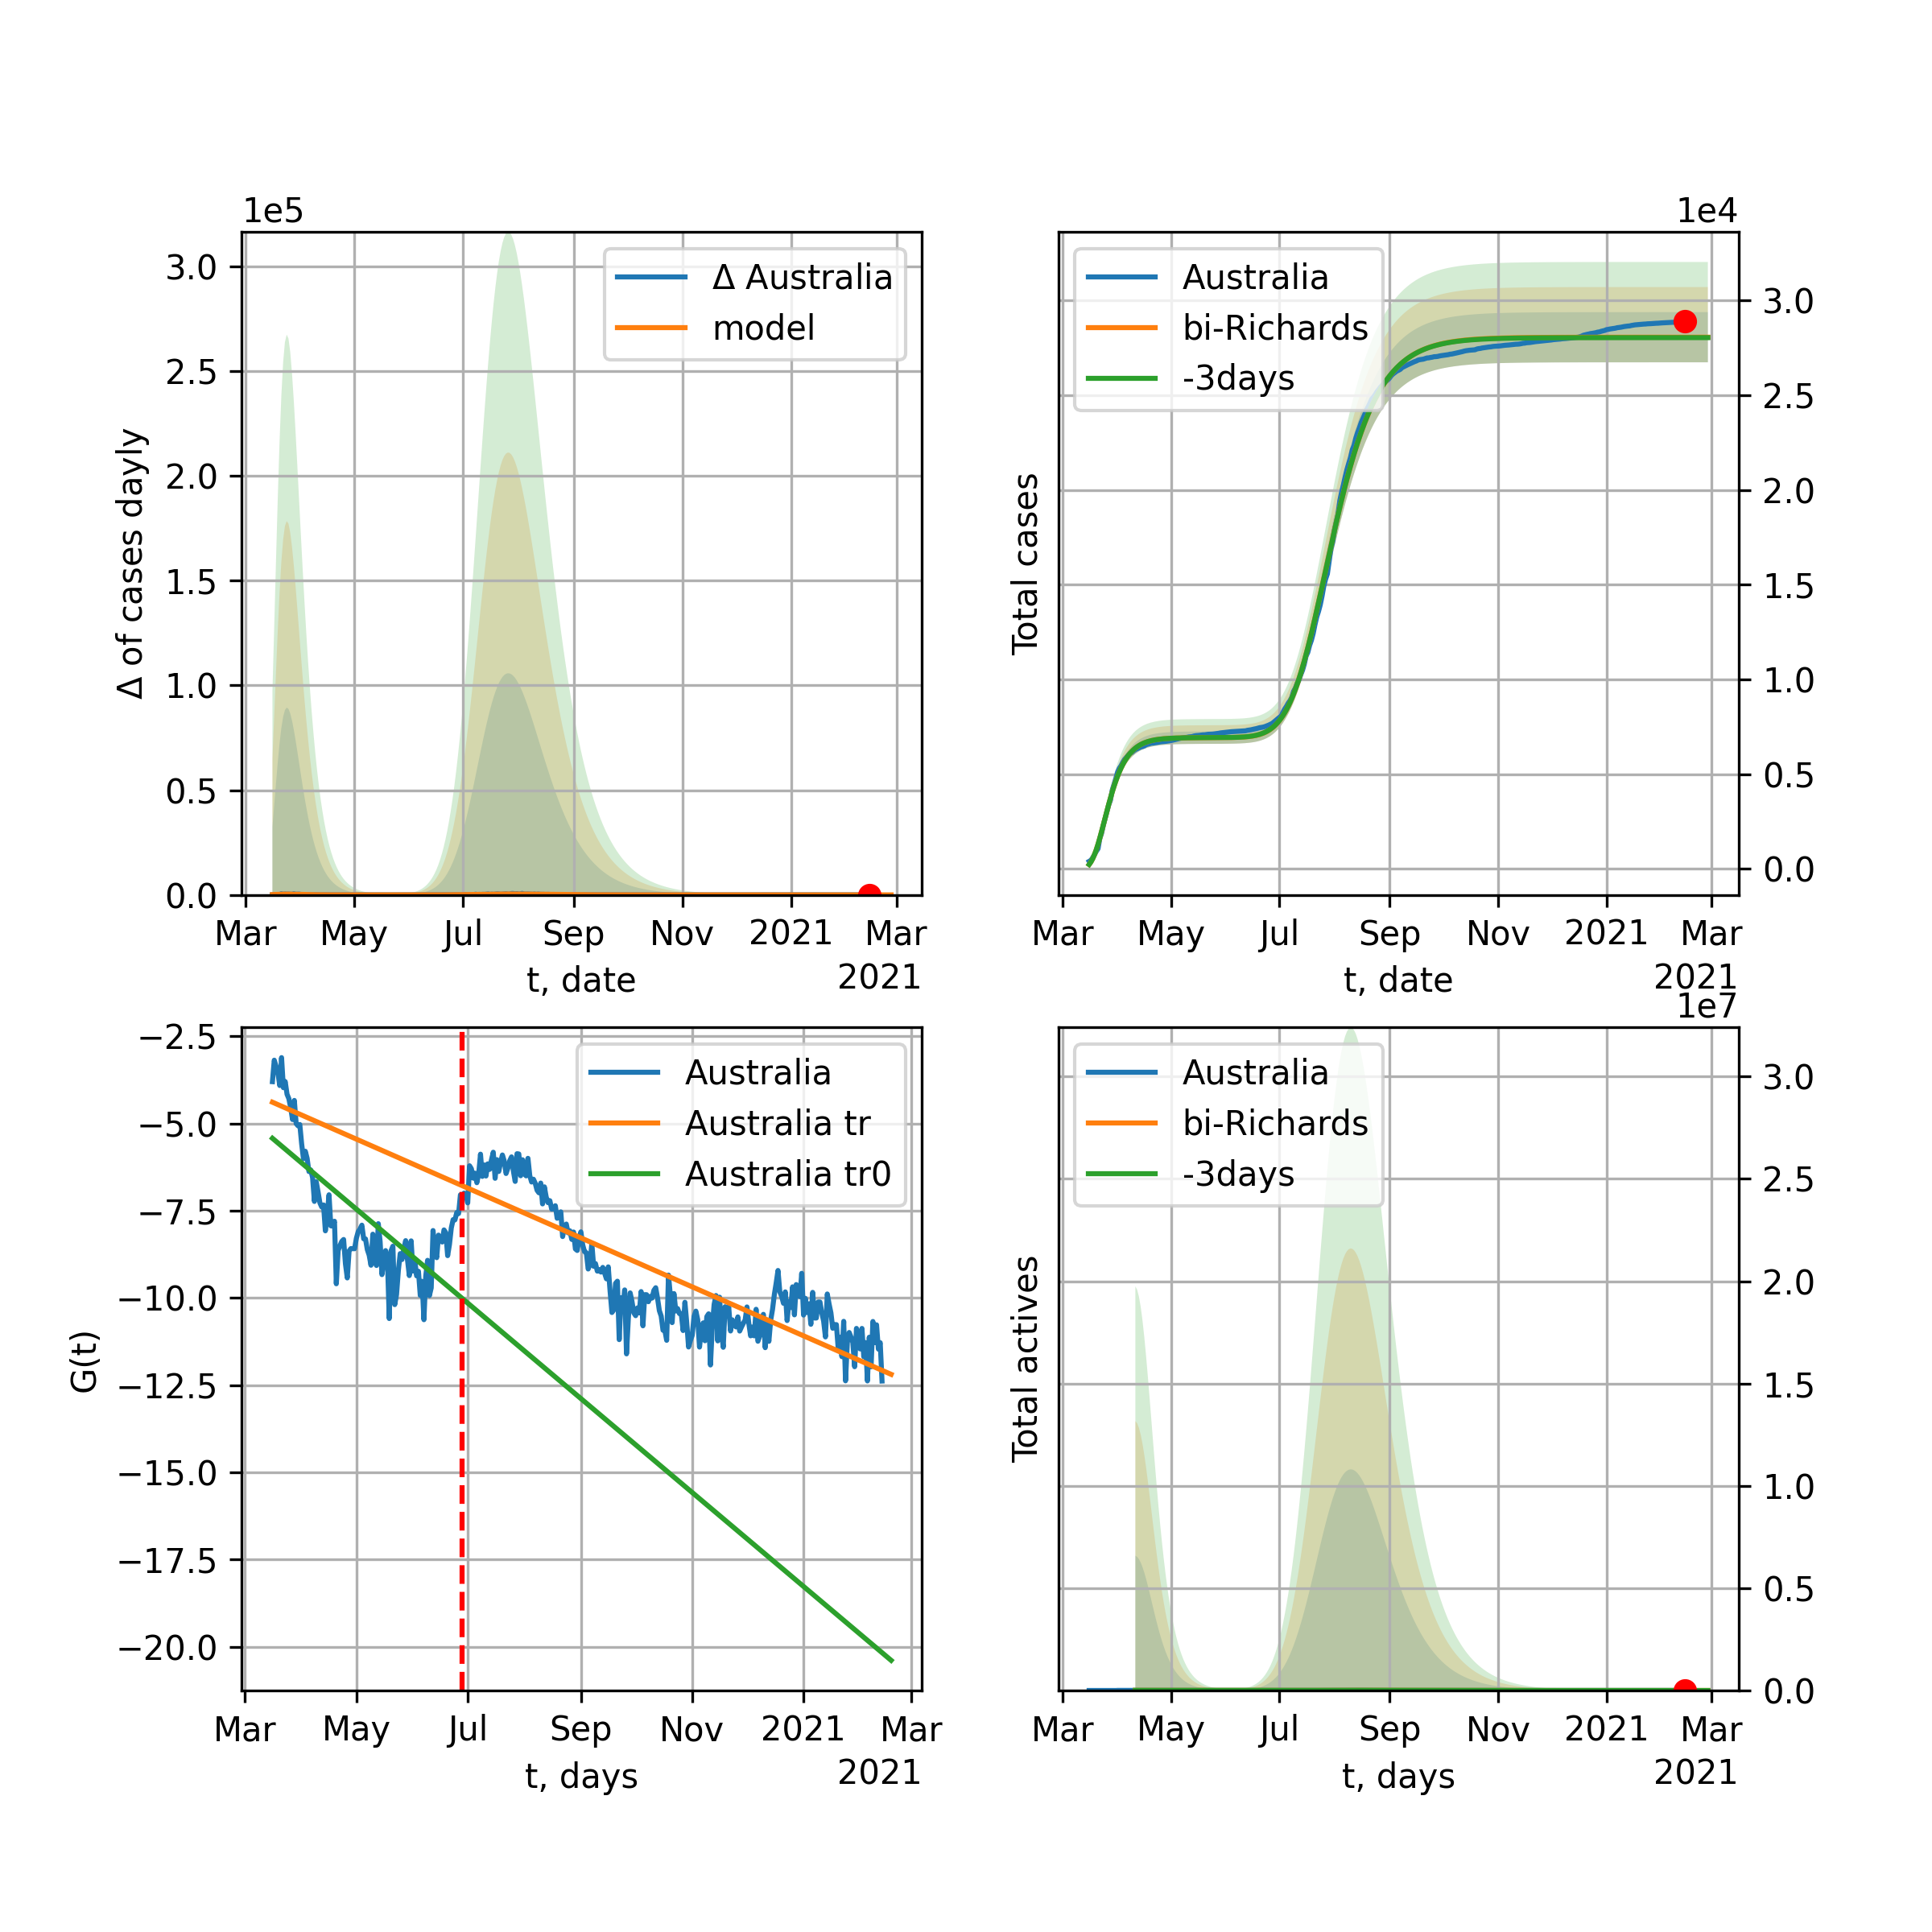 1e5
3.0
2.5
2.0
1.5
1.0
0.5
0.0
Δ of cases dayly
Δ Australia
model
Mar May Jul Sep Nov 2021 Mar
t, date
2021
1e4
Australia
bi-Richards
-3days
Total cases
3.0
2.5
2.0
1.5
1.0
0.5
0.0
Mar May Jul Sep Nov 2021 Mar
t, date
2021
−2.5
−5.0
−7.5
−10.0
−12.5
−15.0
−17.5
−20.0
G(t)
Australia
Australia tr
Australia tr0
Mar May Jul Sep Nov 2021 Mar
t, days
2021
1e7
Australia
bi-Richards
-3days
Total actives
3.0
2.5
2.0
1.5
1.0
0.5
0.0
Mar May Jul Sep Nov 2021 Mar
t, days
2021